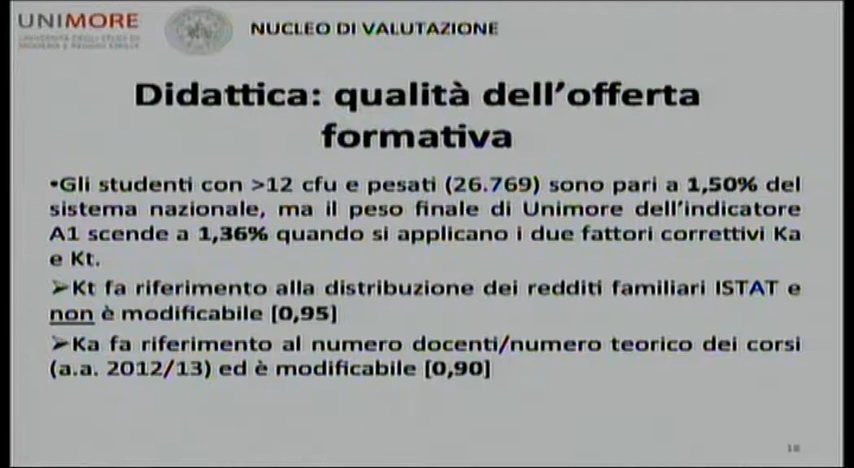 UNIMORE
UNIVERSITÀ DEGLI STUDI DI
MODENA E REGGIO EMILIA
NUCLEO DI VALUTAZIONE
Didattica: qualità dell'offerta
formativa
•Gli studenti con >12 cfu e pesati (26.769) sono pari a 1,50% del
sistema nazionale, ma il peso finale di Unimore dell'indicatore
A1 scende a 1,36% quando si applicano i due fattori correttivi Ka
e Kt.
➢Kt fa riferimento alla distribuzione dei redditi familiari ISTAT e
non è modificabile [0,95]
➢Ka fa riferimento al numero docenti/numero teorico dei corsi
(a.a. 2012/13) ed è modificabile [0,90]
18